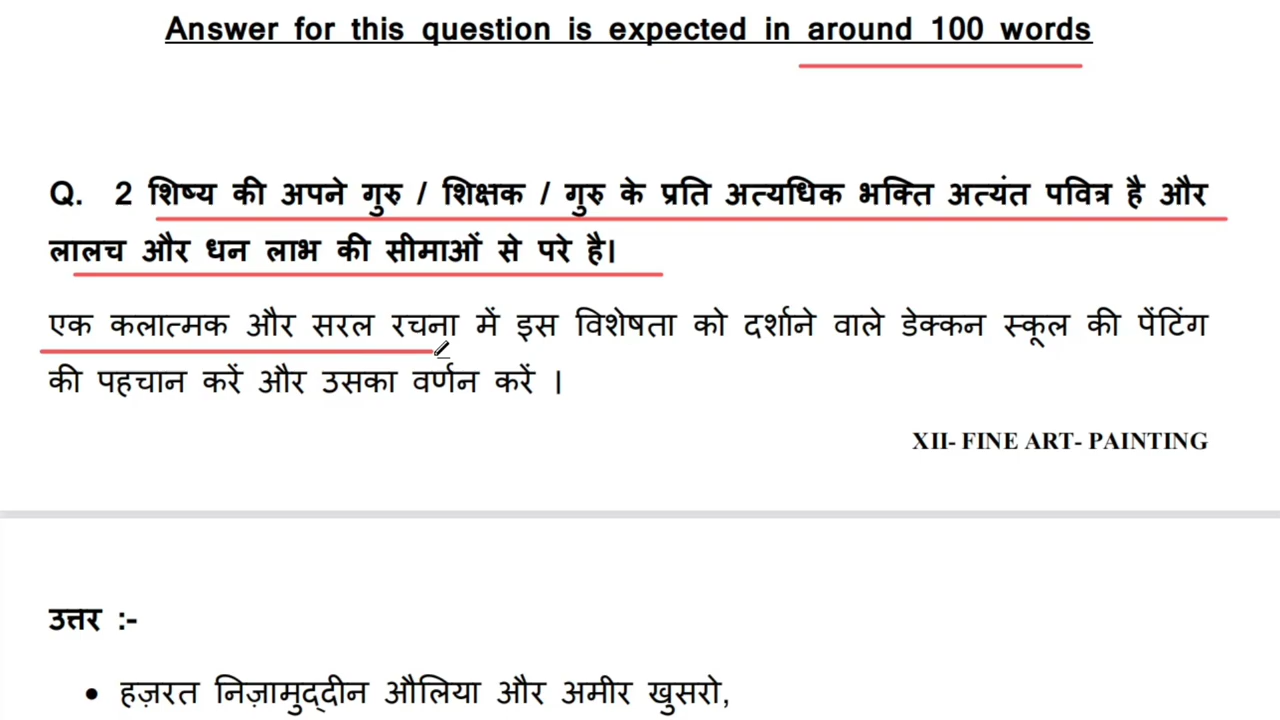 Answer for this question is expected in around 100 words
Q. 2 शिष्य की अपने गुरु / शिक्षक / गुरु के प्रति अत्यधिक भक्ति अत्यंत पवित्र है और
लालच और धन लाभ की सीमाओं से परे है।
एक कलात्मक और सरल रचना में इस विशेषता को दर्शाने वाले डेक्कन स्कूल की पेंटिंग
की पहचान करें और उसका वर्णन करें ।
XII- FINE ART- PAINTING
उत्तर :-
• हज़रत निज़ामुद्दीन औलिया और अमीर खुसरो,